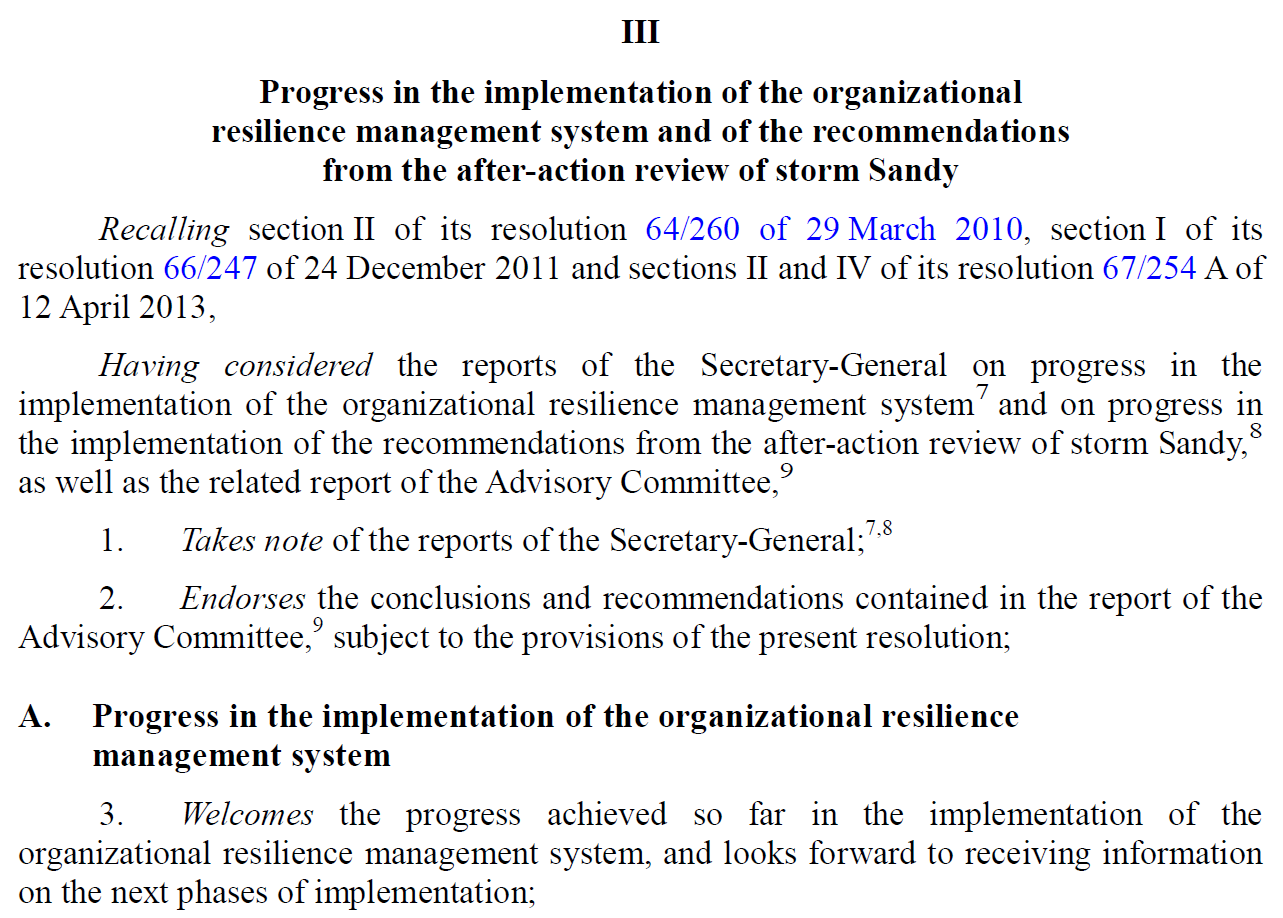 III
Progress in the implementation of the organizational
resilience management system and of the recommendations
from the after-action review of storm Sandy
Recalling section II of its resolution 64/260 of 29 March 2010, section I of its
resolution 66/247 of 24 December 2011 and sections II and IV of its resolution 67/254 A of
12 April 2013,
Having considered the reports of the Secretary-General on progress in the
implementation of the organizational resilience management system7 and on progress in
the implementation of the recommendations from the after-action review of storm Sandy,8
as well as the related report of the Advisory Committee,9
1. Takes note of the reports of the Secretary-General;7,8
2. Endorses the conclusions and recommendations contained in the report of the
Advisory Committee,9 subject to the provisions of the present resolution;
A. Progress in the implementation of the organizational resilience
management system
3. Welcomes the progress achieved so far in the implementation of the
organizational resilience management system, and looks forward to receiving information
on the next phases of implementation;